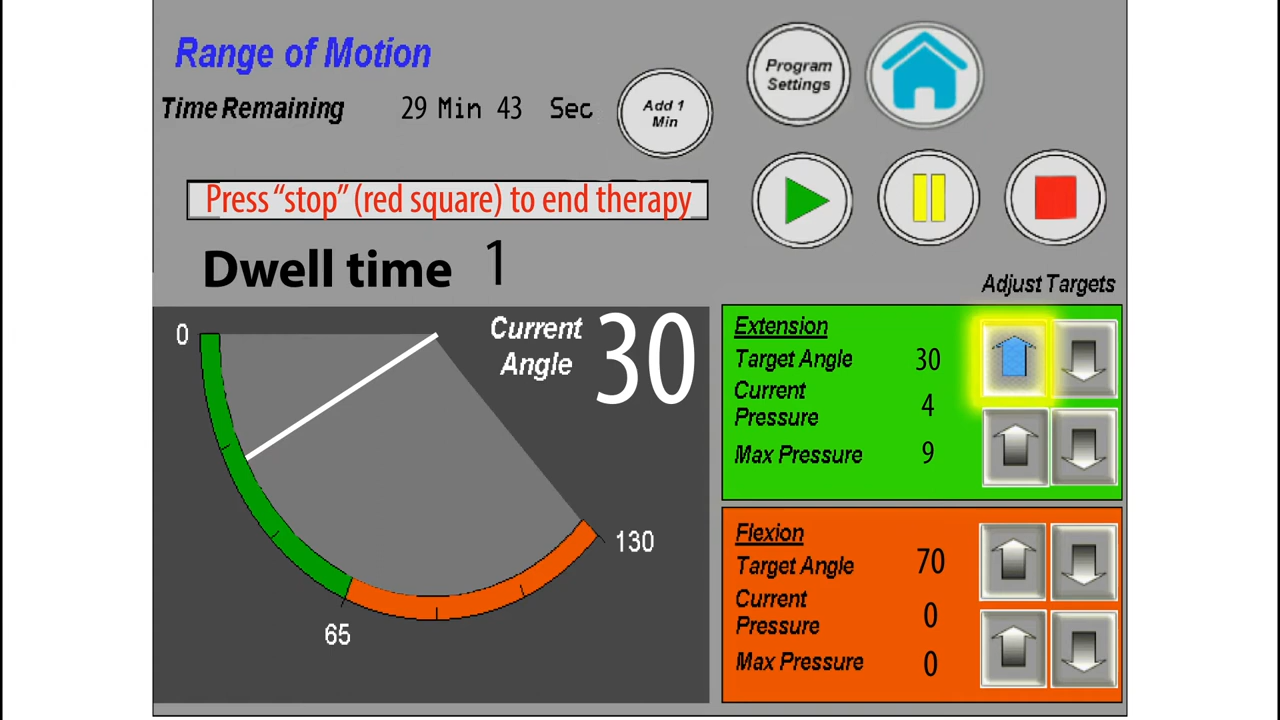 Range of Motion
Time Remaining 29 Min 43 Sec
Add 1
Min
Program
Settings
Press “stop” (red square) to end therapy
Dwell time 1
Adjust Targets
0
Current
Angle
30
65
130
Extension
Target Angle 30
Current
Pressure 4
Max Pressure 9
Flexion
Target Angle 70
Current
Pressure 0
Max Pressure 0